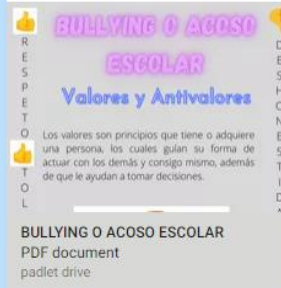 BULLYING O ACOSO
ESCOLAR
Valores y Antivalores
Los valores son principios que tiene o adquiere
una persona, los cuales guían su forma de
actuar con los demás y consigo mismo, además
de que le ayudan a tomar decisiones.
R
E
S
P
E
T
O
T
O
L
D
E
S
H
O
N
E
S
T
I
D
A
BULLYING O ACOSO ESCOLAR
PDF document
padlet drive